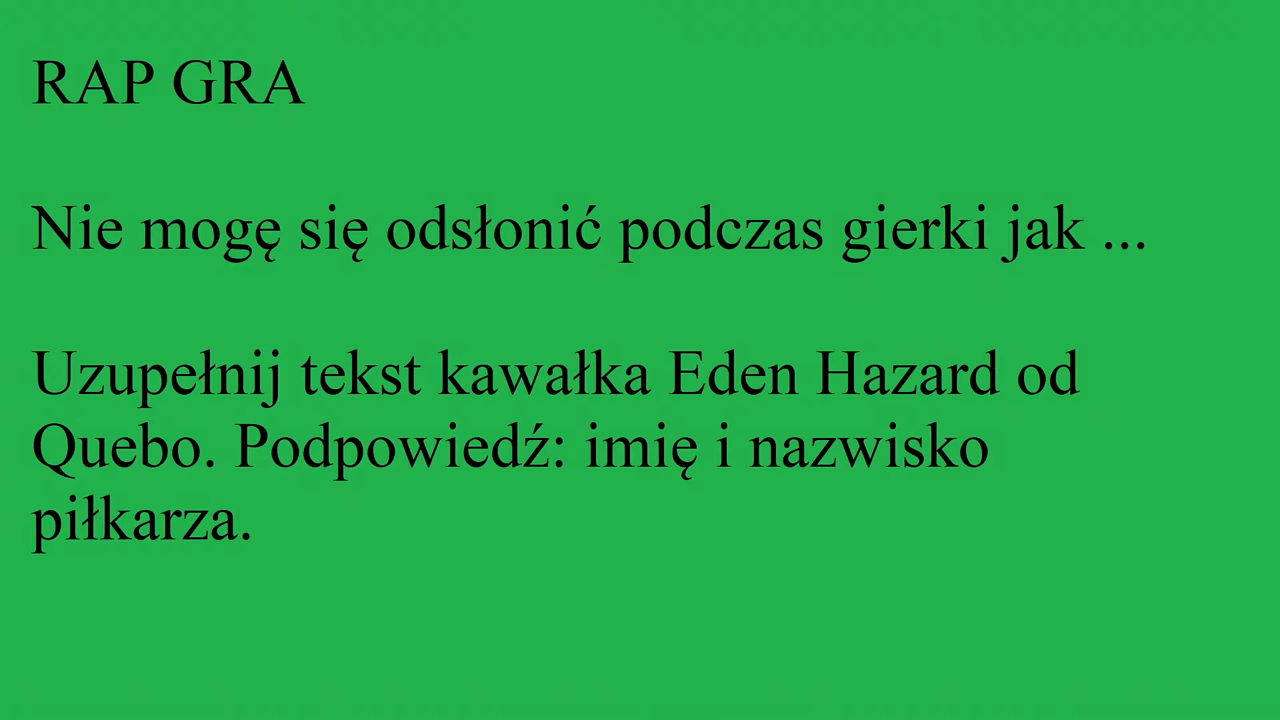 RAP GRA
Nie mogę się odsłonić podczas gierki jak ...
Uzupełnij tekst kawałka Eden Hazard od
Quebo. Podpowiedź: imię i nazwisko
piłkarza.